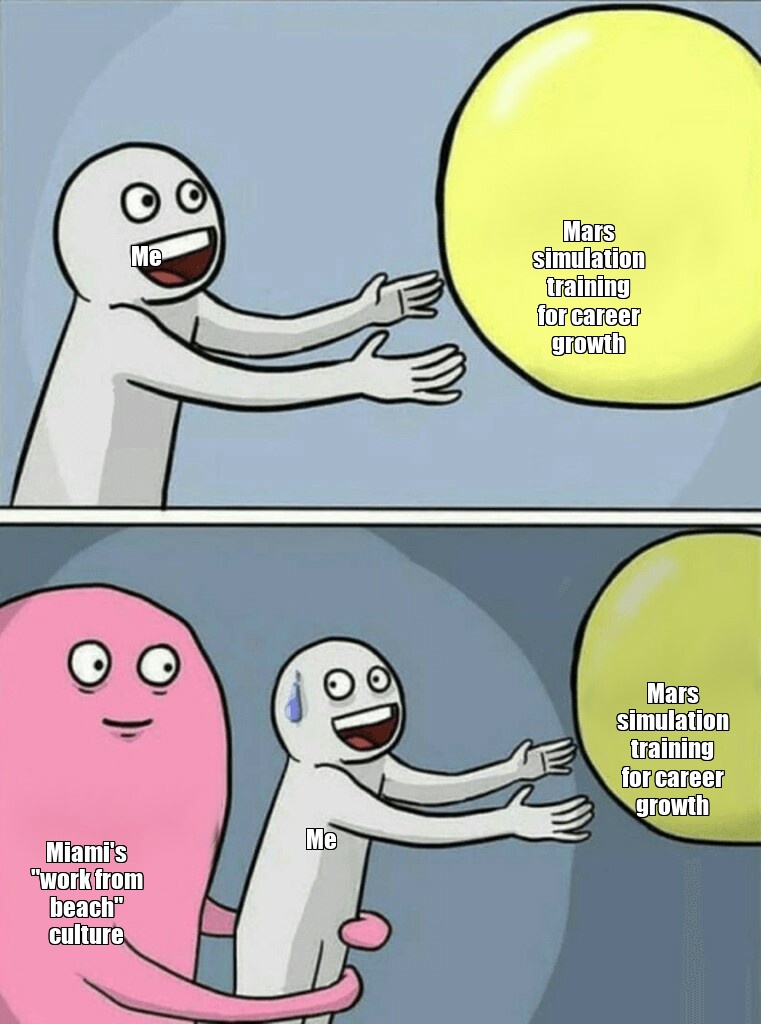 Me
Mars
simulation
training
for career
growth
Mars
simulation
training
for career
growth
Me
Miami's
"work from
beach"
culture